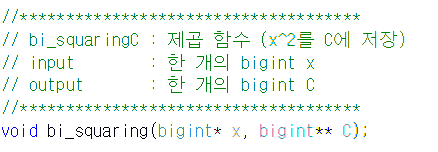 //************************************
// bi_squaringC : 제곱 함수 (x^2를 C에 저장)
// input : 한 개의 bigint x
// output : 한 개의 bigint C
//************************************
void bi_squaring(bigint* x, bigint** C);